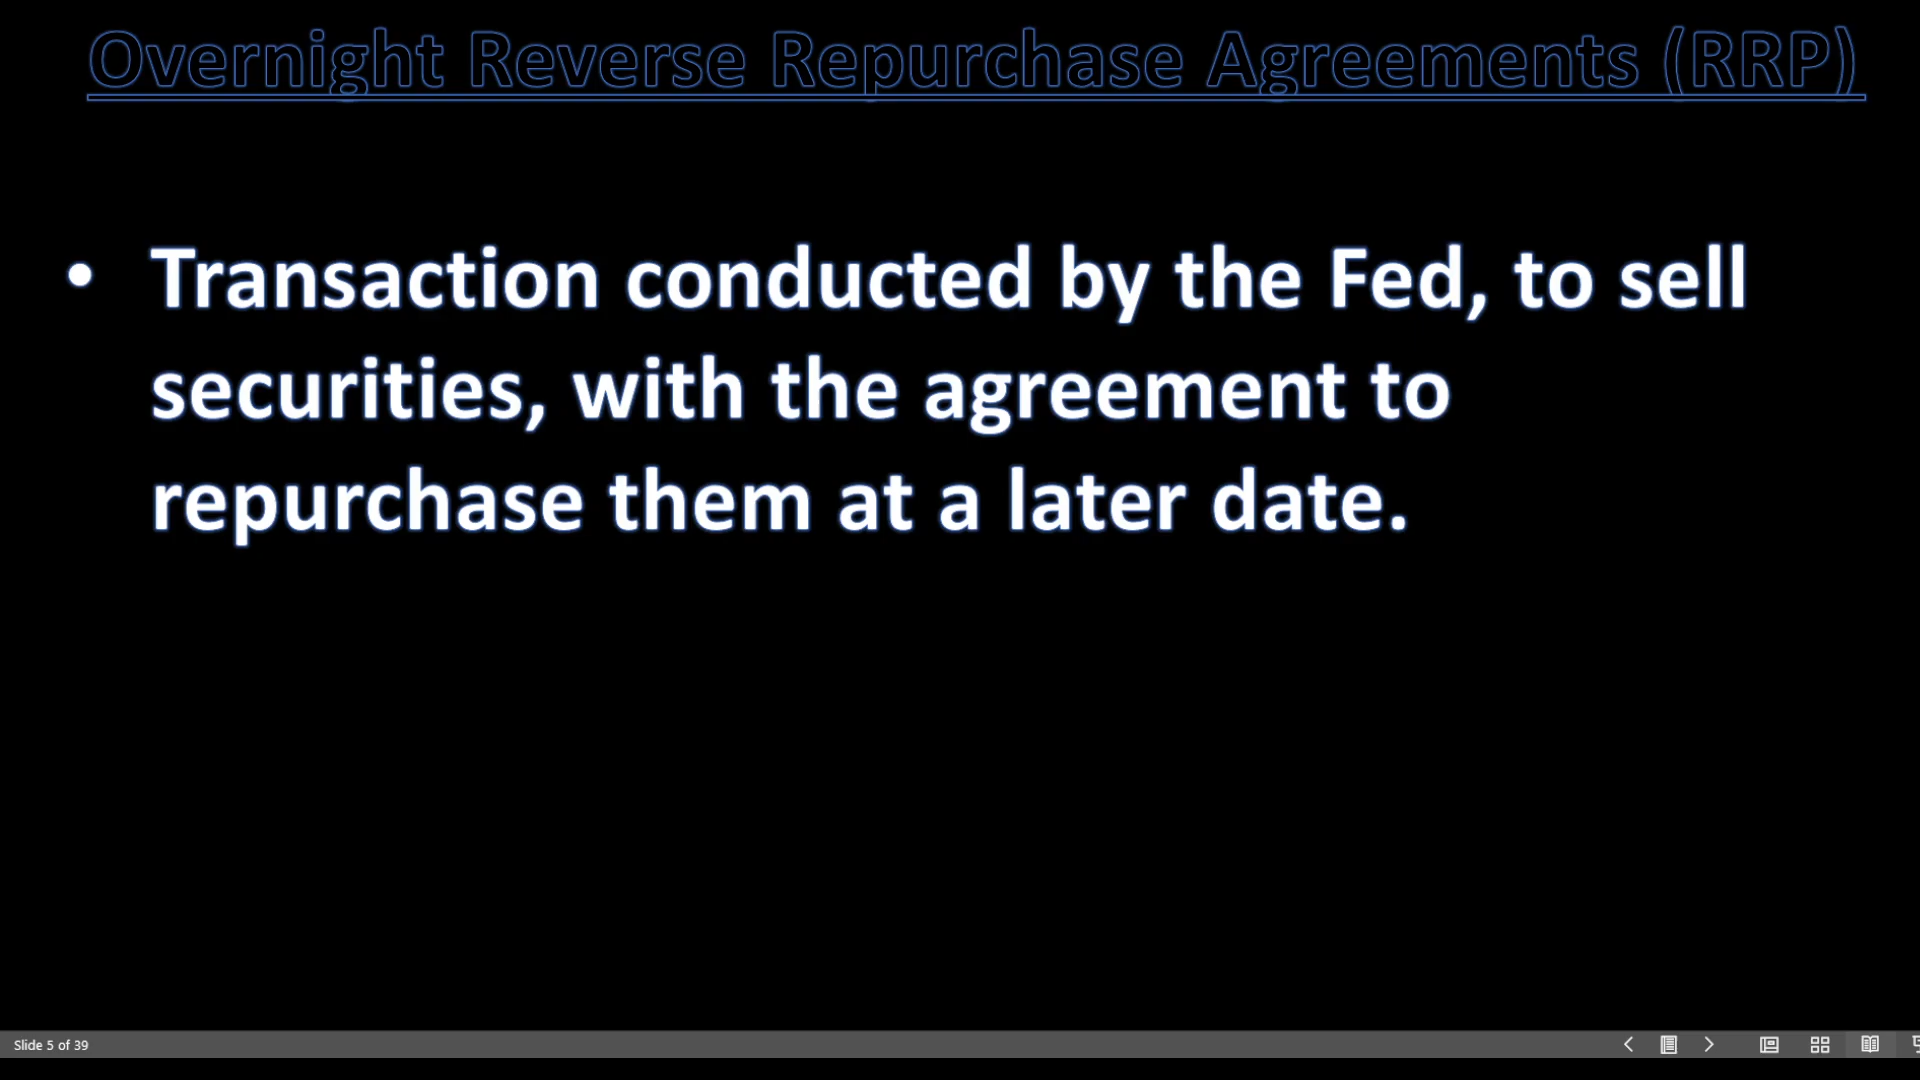 Overnight Reverse Repurchase Agreements (RRP)
• Transaction conducted by the Fed, to sell
securities, with the agreement to
repurchase them at a later date.
Slide 5 of 39